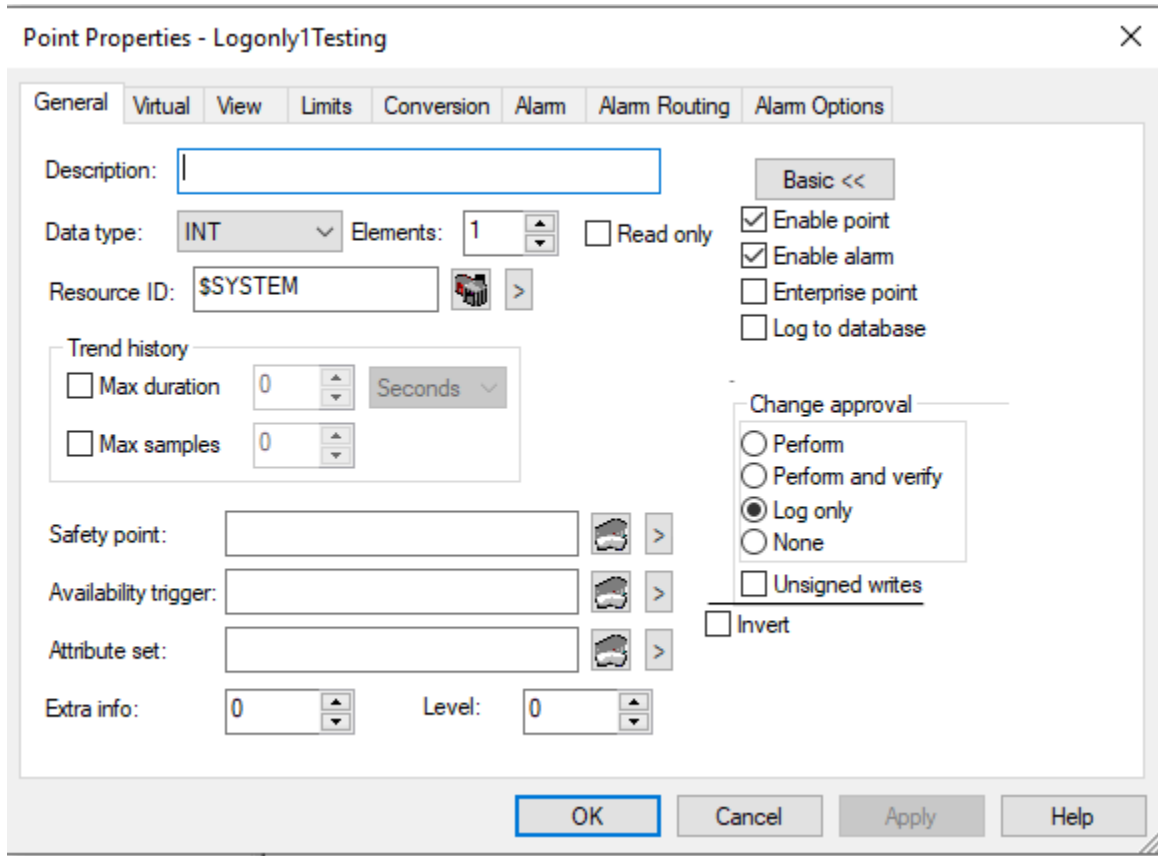 Point Properties - Logonly1Testing
General Virtual View Limits Conversion Alarm Alarm Routing Alarm Options
Description:
Basic <<
Data type: INT Elements: 1 Read only
Enable point
Enable alarm
Resource ID: $SYSTEM >
Enterprise point
Log to database
Trend history
Max duration 0 Seconds
Max samples 0
Change approval
Perform
Perform and verify
Log only
None
Unsigned writes
Invert
Safety point: >
Availability trigger: >
Attribute set: >
Extra info: 0 Level: 0
OK Cancel Apply Help